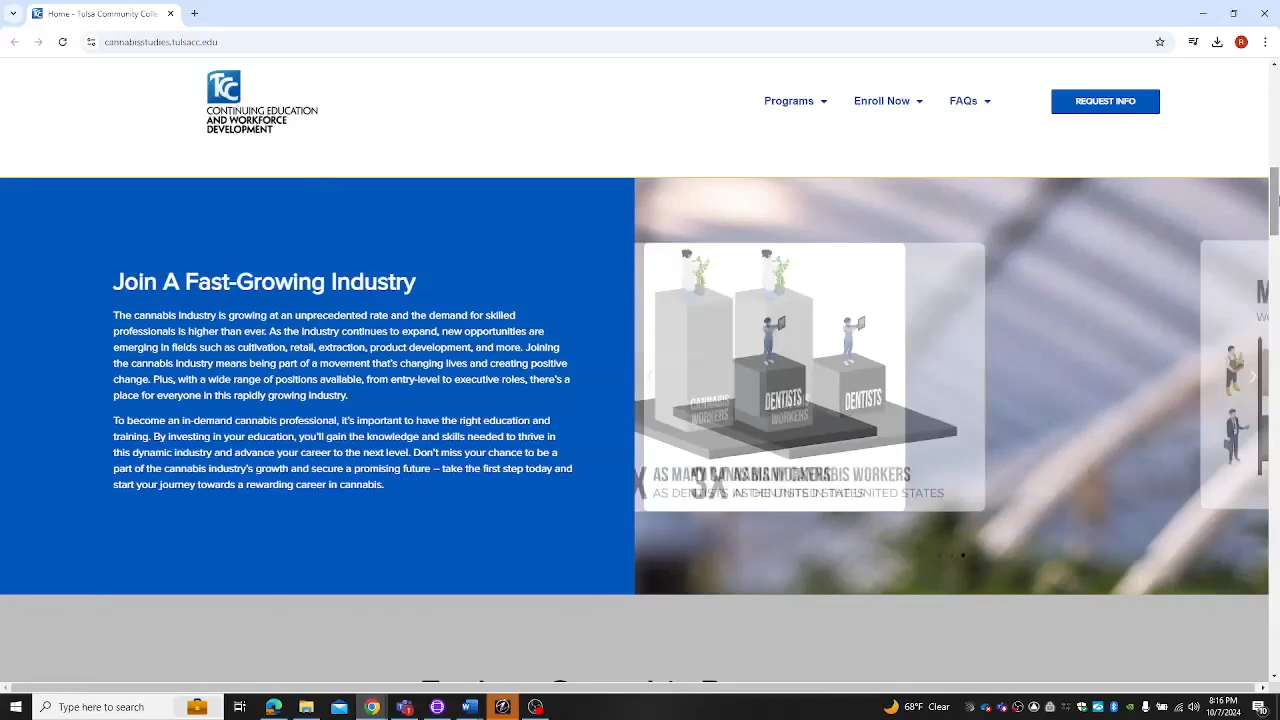 Home - Tulsa Community Colle
cannabisstudies.tulsacc.edu
R
TCC
CONTINUING EDUCATION
AND WORKFORCE
DEVELOPMENT
Programs
Enroll Now
FAQs
REQUEST INFO
Join A Fast-Growing Industry
The cannabis industry is growing at an unprecedented rate and the demand for skilled
professionals is higher than ever. As the industry continues to expand, new opportunities are
emerging in fields such as cultivation, retail, extraction, product development, and more. Joining
the cannabis industry means being part of a movement that's changing lives and creating positive
change. Plus, with a wide range of positions available, from entry-level to executive roles, there's a
place for everyone in this rapidly growing industry.
To become an in-demand cannabis professional, it's important to have the right education and
training. By investing in your education, you'll gain the knowledge and skills needed to thrive in
this dynamic industry and advance your career to the next level. Don't miss your chance to be a
part of the cannabis industry's growth and secure a promising future – take the first step today and
start your journey towards a rewarding career in cannabis.
CANNABIS
WORKERS
DENTISTS
WORKERS
DENTISTS
3X
AS MANY CANNABIS WORKERS
AS DENTISTS IN THE UNITED STATES
Type here to search
68°F Clear
8:16 PM
10/7/2024